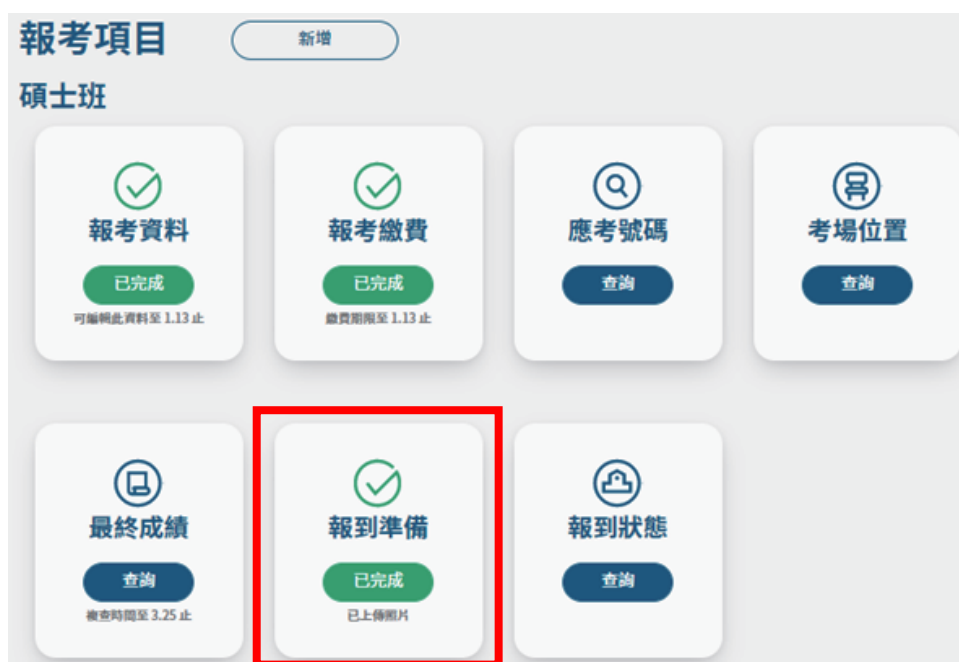 報考項目
新增
碩士班
報考資料
已完成
可編輯此資料至 1.13 止
報考繳費
已完成
繳費期限至 1.13 止
應考號碼
查詢
考場位置
查詢
最終成績
查詢
複查時間至 3.25 止
報到準備
已完成
已上傳照片
報到狀態
查詢